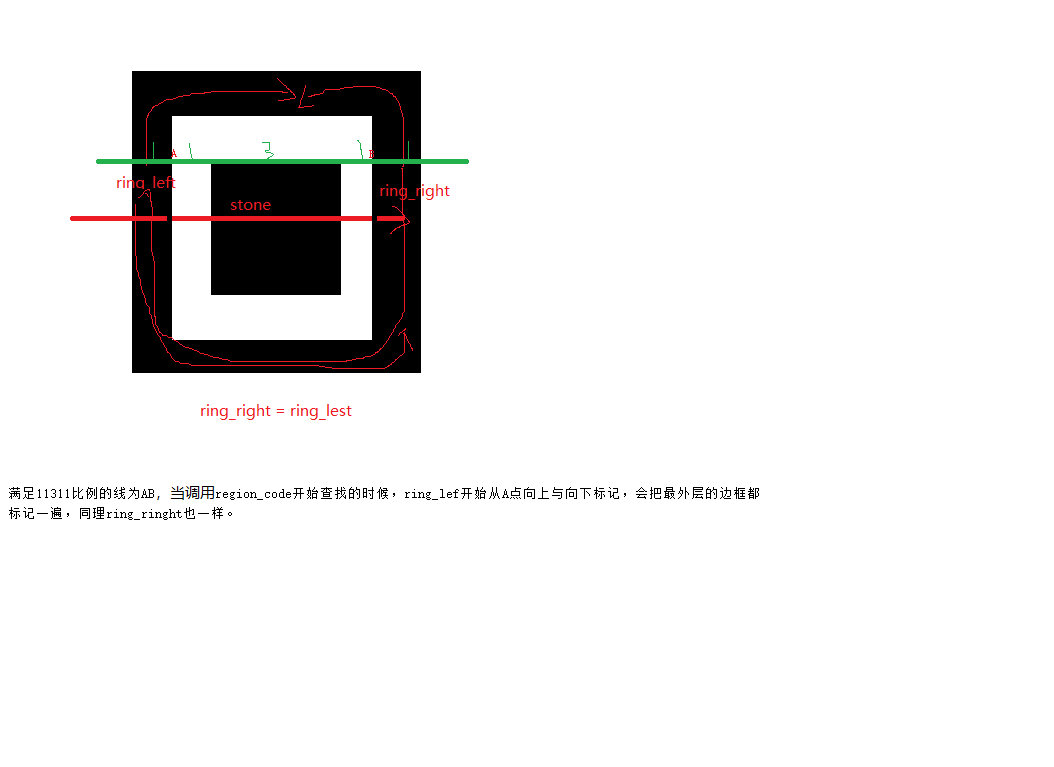 1 3 1
A B
ring_left
ring_right
stone
ring_right = ring_lest
满足11311比例的线为AB, 当调用region_code开始查找的时候，ring_lef开始从A点向上与向下标记，会把最外层的边框都
标记一遍，同理ring_ringht也一样。